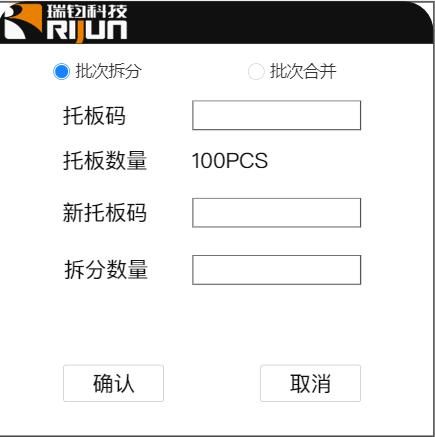 瑞钧科技
RIJUN
批次拆分 批次合并
托板码
托板数量 100PCS
新托板码
拆分数量
确认 取消